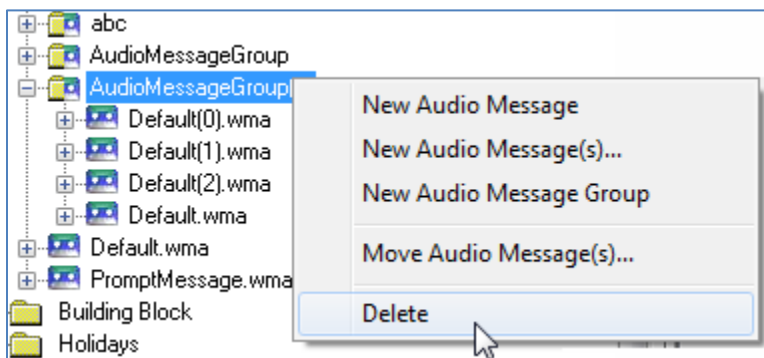 abc
AudioMessageGroup
AudioMessageGroup
Default(0).wma
Default(1).wma
Default(2).wma
Default.wma
Default.wma
PromptMessage.wma
Building Block
Holidays
New Audio Message
New Audio Message(s)...
New Audio Message Group
Move Audio Message(s)...
Delete